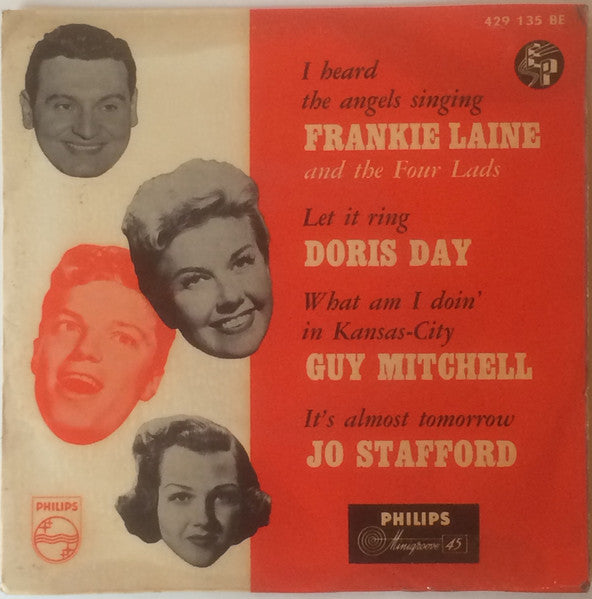 429 135 BE
EP
I heard
the angels singing
FRANKIE LAINE
and the Four Lads
Let it ring
DORIS DAY
What am I doin'
in Kansas-City
GUY MITCHELL
It's almost tomorrow
JO STAFFORD
PHILIPS
PHILIPS
Minigroove 45